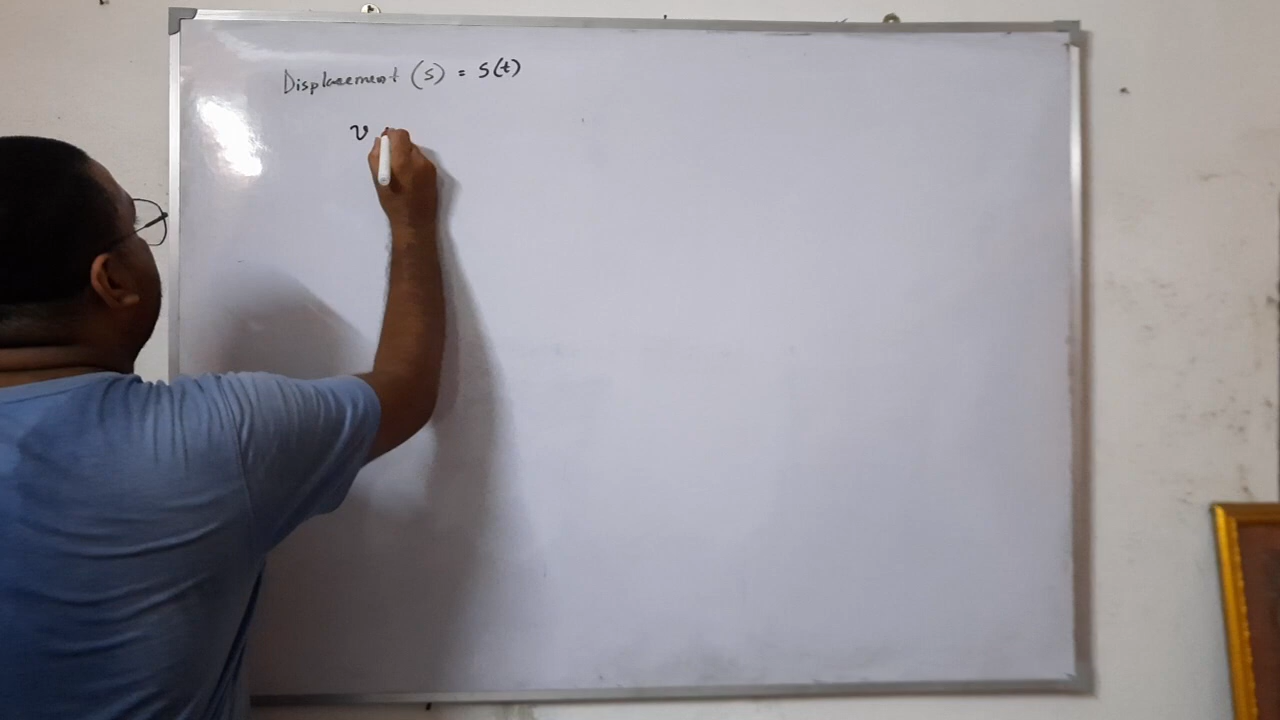 Displacement (s) = s(t)
v